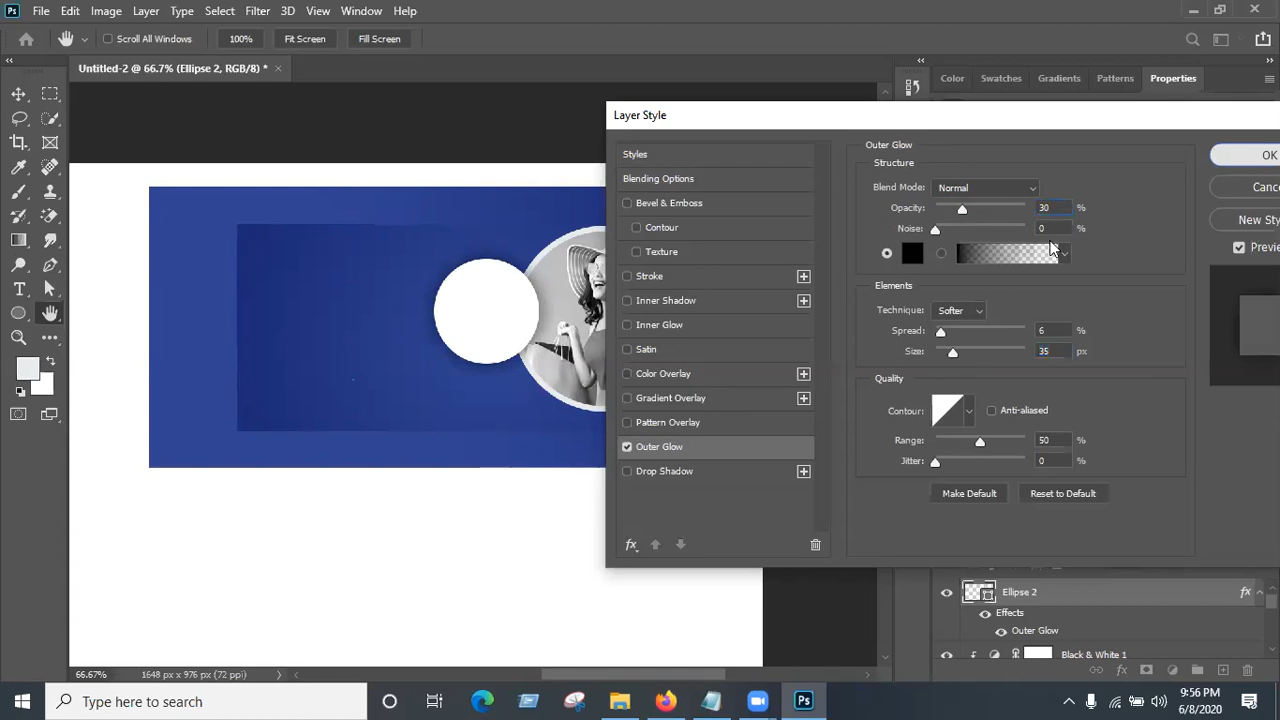 Ps File Edit Image Layer Type Select Filter 3D View Window Help
Scroll All Windows 100% Fit Screen Fill Screen
Untitled-2 @ 66.7% (Ellipse 2, RGB/8) * ×
Color Swatches Gradients Patterns Properties
Layer Style
Styles
Blending Options
Bevel & Emboss
Contour
Texture
Stroke
Inner Shadow
Inner Glow
Satin
Color Overlay
Gradient Overlay
Pattern Overlay
Outer Glow
Drop Shadow
fx
Outer Glow
Structure
Blend Mode: Normal
Opacity: 30 %
Noise: 0 %
Elements
Technique: Softer
Spread: 6 %
Size: 35 px
Quality
Contour: Anti-aliased
Range: 50 %
Jitter: 0 %
Make Default Reset to Default
OK
Cance
New Sty
Previe
Ellipse 2 fx
Effects
Outer Glow
Black & White 1
fx
66.67% 1648 px x 976 px (72 ppi)
Type here to search
Ps
9:56 PM
6/8/2020